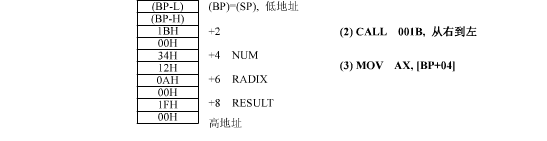 (BP-L) (BP)=(SP), 低地址
(BP-H)
1BH +2 (2) CALL 001B, 从右到左
00H
34H +4 NUM
12H (3) MOV AX, [BP+04]
0AH +6 RADIX
00H
1FH +8 RESULT
00H 高地址